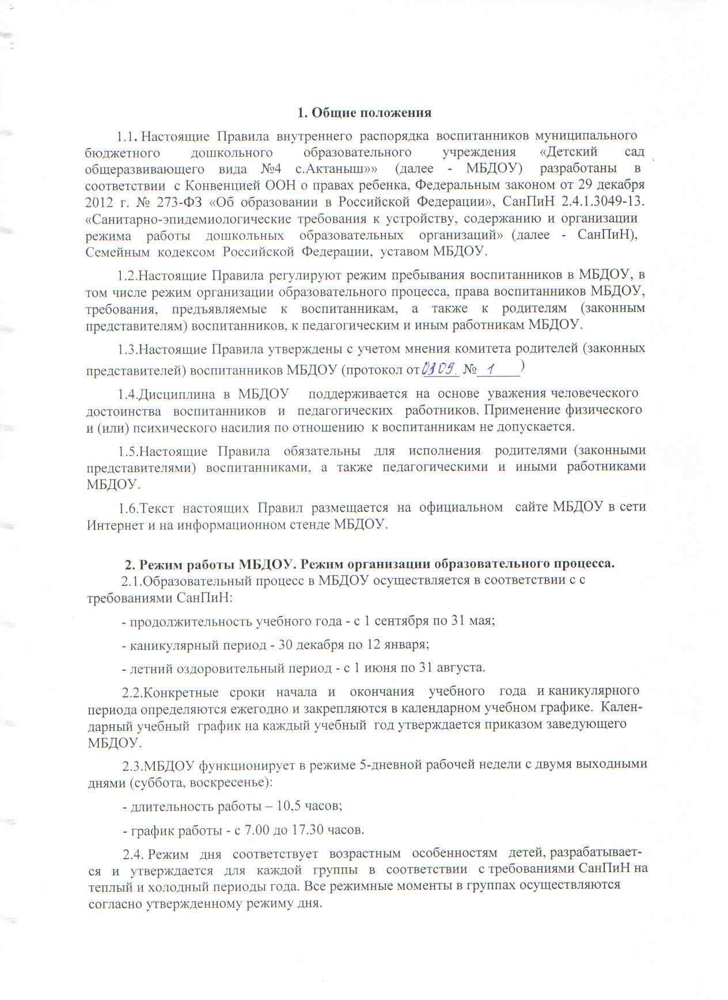 1. Общие положения
1.1. Настоящие Правила внутреннего распорядка воспитанников муниципального
бюджетного дошкольного образовательного учреждения «Детский сад
общеразвивающего вида №4 с.Актаныш»» (далее - МБДОУ) разработаны в
соответствии с Конвенцией ООН о правах ребенка, Федеральным законом от 29 декабря
2012 г. № 273-ФЗ «Об образовании в Российской Федерации», СанПиН 2.4.1.3049-13.
«Санитарно-эпидемиологические требования к устройству, содержанию и организации
режима работы дошкольных образовательных организаций» (далее - СанПиН),
Семейным кодексом Российской Федерации, уставом МБДОУ.
1.2.Настоящие Правила регулируют режим пребывания воспитанников в МБДОУ, в
том числе режим организации образовательного процесса, права воспитанников МБДОУ,
требования, предъявляемые к воспитанникам, а также к родителям (законным
представителям) воспитанников, к педагогическим и иным работникам МБДОУ.
1.3.Настоящие Правила утверждены с учетом мнения комитета родителей (законных
представителей) воспитанников МБДОУ (протокол от 0309. № 1 )
1.4.Дисциплина в МБДОУ поддерживается на основе уважения человеческого
достоинства воспитанников и педагогических работников. Применение физического
и (или) психического насилия по отношению к воспитанникам не допускается.
1.5.Настоящие Правила обязательны для исполнения родителями (законными
представителями) воспитанниками, а также педагогическими и иными работниками
МБДОУ.
1.6.Текст настоящих Правил размещается на официальном сайте МБДОУ в сети
Интернет и на информационном стенде МБДОУ.
2. Режим работы МБДОУ. Режим организации образовательного процесса.
2.1.Образовательный процесс в МБДОУ осуществляется в соответствии с с
требованиями СанПиН:
- продолжительность учебного года - с 1 сентября по 31 мая;
- каникулярный период - 30 декабря по 12 января;
- летний оздоровительный период - с 1 июня по 31 августа.
2.2.Конкретные сроки начала и окончания учебного года и каникулярного
периода определяются ежегодно и закрепляются в календарном учебном графике. Кален-
дарный учебный график на каждый учебный год утверждается приказом заведующего
МБДОУ.
2.3.МБДОУ функционирует в режиме 5-дневной рабочей недели с двумя выходными
днями (суббота, воскресенье):
- длительность работы – 10,5 часов;
- график работы - с 7.00 до 17.30 часов.
2.4. Режим дня соответствует возрастным особенностям детей, разрабатывает-
ся и утверждается для каждой группы в соответствии с требованиями СанПиН на
теплый и холодный периоды года. Все режимные моменты в группах осуществляются
согласно утвержденному режиму дня.